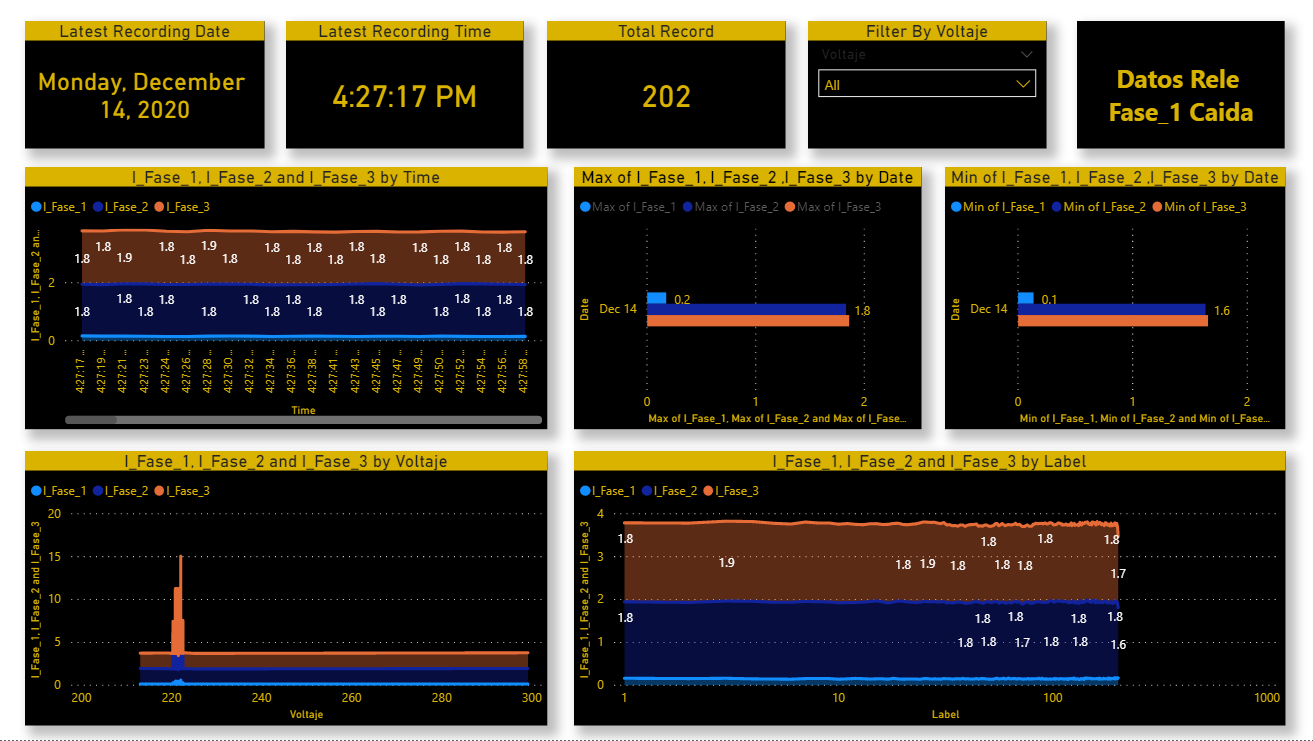 Latest Recording Date
Monday, December
14, 2020
Latest Recording Time
4:27:17 PM
Total Record
202
Filter By Voltaje
Voltaje
All
Datos Rele
Fase_1 Caida
I_Fase_1, I_Fase_2 and I_Fase_3 by Time
I_Fase_1 I_Fase_2 I_Fase_3
I_Fase_1, I_Fase_2 an...
2
0
1.8 1.8 1.9 1.8 1.8 1.9 1.8 1.8 1.8 1.8 1.8 1.8 1.8 1.8 1.8 1.8 1.8 1.8 1.8 1.8
1.8 1.8 1.8 1.8 1.8 1.8 1.8 1.8 1.8 1.8 1.8 1.8 1.8 1.8 1.8
4:27:17 ... 4:27:19 ... 4:27:21 ... 4:27:23 ... 4:27:24 ... 4:27:26 ... 4:27:28 ... 4:27:30 ... 4:27:32 ... 4:27:34 ... 4:27:36 ... 4:27:38 ... 4:27:41 ... 4:27:43 ... 4:27:45 ... 4:27:47 ... 4:27:49 ... 4:27:50 ... 4:27:52 ... 4:27:54 ... 4:27:56 ... 4:27:58 ...
Time
Max of I_Fase_1, I_Fase_2 ,I_Fase_3 by Date
Max of I_Fase_1 Max of I_Fase_2 Max of I_Fase_3
Date
Dec 14
0.2
1.8
0 1 2
Max of I_Fase_1, Max of I_Fase_2 and Max of I_Fase...
Min of I_Fase_1, I_Fase_2 ,I_Fase_3 by Date
Min of I_Fase_1 Min of I_Fase_2 Min of I_Fase_3
Date
Dec 14
0.1
1.6
0 1 2
Min of I_Fase_1, Min of I_Fase_2 and Min of I_Fase...
I_Fase_1, I_Fase_2 and I_Fase_3 by Voltaje
I_Fase_1 I_Fase_2 I_Fase_3
I_Fase_1, I_Fase_2 and I_Fase_3
20
15
10
5
0
200 220 240 260 280 300
Voltaje
I_Fase_1, I_Fase_2 and I_Fase_3 by Label
I_Fase_1 I_Fase_2 I_Fase_3
I_Fase_1, I_Fase_2 and I_Fase_3
4
3
2
1
0
1.8 1.8 1.8 1.8
1.9 1.8 1.9 1.8 1.8 1.8 1.7
1.8 1.8 1.8 1.8 1.8
1.8 1.8 1.7 1.8 1.8 1.6
1 10 100 1000
Label